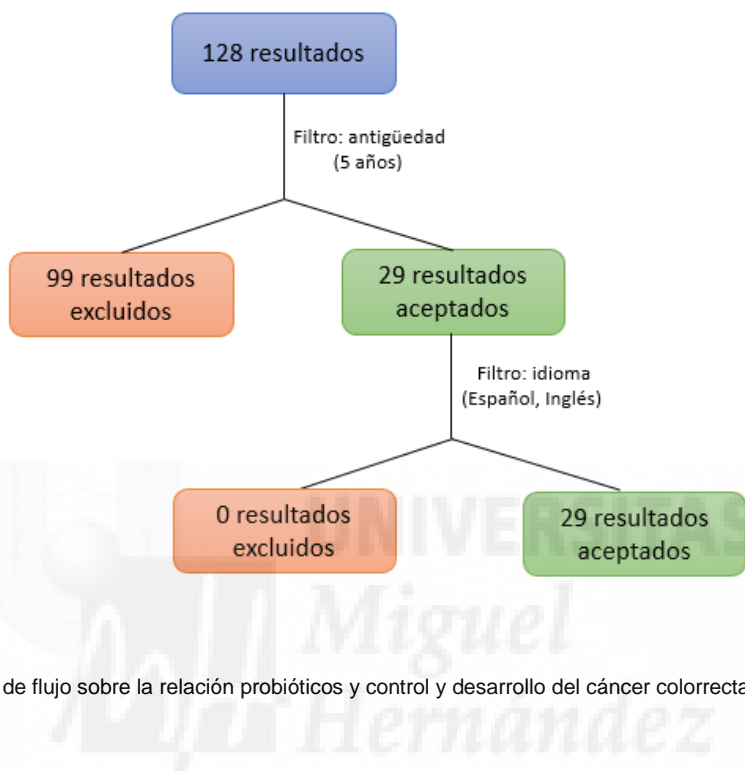 128 resultados
Filtro: antigüedad
(5 años)
99 resultados
excluidos
29 resultados
aceptados
Filtro: idioma
(Español, Inglés)
0 resultados
excluidos
29 resultados
aceptados
UNIVERSITAS
Miguel
Hernández
de flujo sobre la relación probióticos y control y desarrollo del cáncer colorrecta